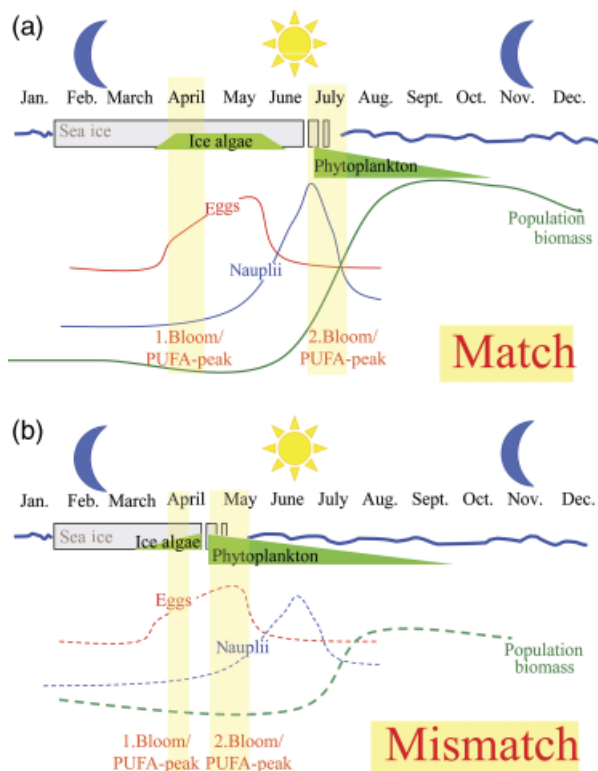 (a)
Jan. Feb. March April May June July Aug. Sept. Oct. Nov. Dec.
Sea ice
Ice algae
Phytoplankton
Eggs
Nauplii
Population
biomass
1.Bloom/
PUFA-peak
2.Bloom/
PUFA-peak
Match
(b)
Jan. Feb. March April May June July Aug. Sept. Oct. Nov. Dec.
Sea ice
Ice algae
Phytoplankton
Eggs
Nauplii
Population
biomass
1.Bloom/
PUFA-peak
2.Bloom/
PUFA-peak
Mismatch